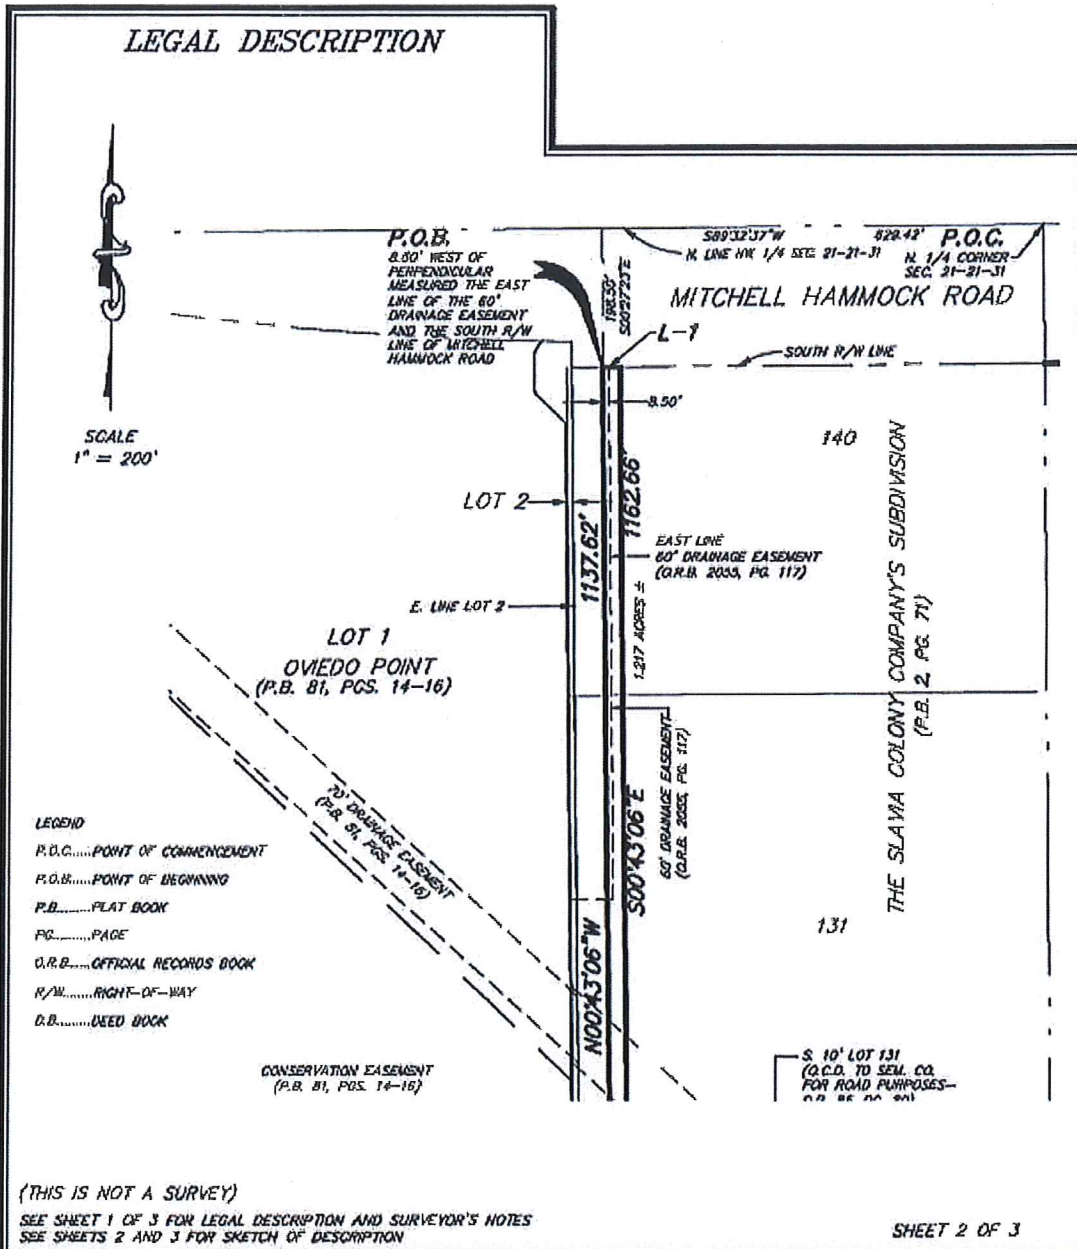 LEGAL DESCRIPTION
P.O.B.
8.50' WEST OF
PERPENDICULAR
MEASURED THE EAST
LINE OF THE 60'
DRAINAGE EASEMENT
AND THE SOUTH R/W
LINE OF MITCHELL
HAMMOCK ROAD
S89°32'37"W 629.42'
N. LINE NW 1/4 SEC 21-21-31
P.O.C.
N. 1/4 CORNER
SEC. 21-21-31
S00°27'23"E
MITCHELL HAMMOCK ROAD
L-1
SOUTH R/W LINE
8.50'
SCALE
1" = 200'
140
LOT 2
1137.62'
1162.66'
EAST LINE
60' DRAINAGE EASEMENT
(O.R.B. 2055, PG. 117)
THE SLAVIA COLONY COMPANY'S SUBDIVISION
(P.B. 2, PG. 71)
E. LINE LOT 2
1.217 ACRES ±
LOT 1
OVIEDO POINT
(P.B. 81, PGS. 14-16)
60' DRAINAGE EASEMENT
(O.R.B. 2055, PG. 117)
70' DRAINAGE EASEMENT
(P.B. 81, PGS. 14-16)
S00°43'06"E
N00°43'06"W
131
LEGEND
P.O.C.....POINT OF COMMENCEMENT
P.O.B.....POINT OF BEGINNING
P.B.........PLAT BOOK
PG..........PAGE
O.R.B.....OFFICIAL RECORDS BOOK
R/W........RIGHT-OF-WAY
D.B.........DEED BOOK
CONSERVATION EASEMENT
(P.B. 81, PGS. 14-16)
S. 10' LOT 131
(Q.C.D. TO SEM. CO.
FOR ROAD PURPOSES-
(THIS IS NOT A SURVEY)
SEE SHEET 1 OF 3 FOR LEGAL DESCRIPTION AND SURVEYOR'S NOTES
SEE SHEETS 2 AND 3 FOR SKETCH OF DESCRIPTION
SHEET 2 OF 3